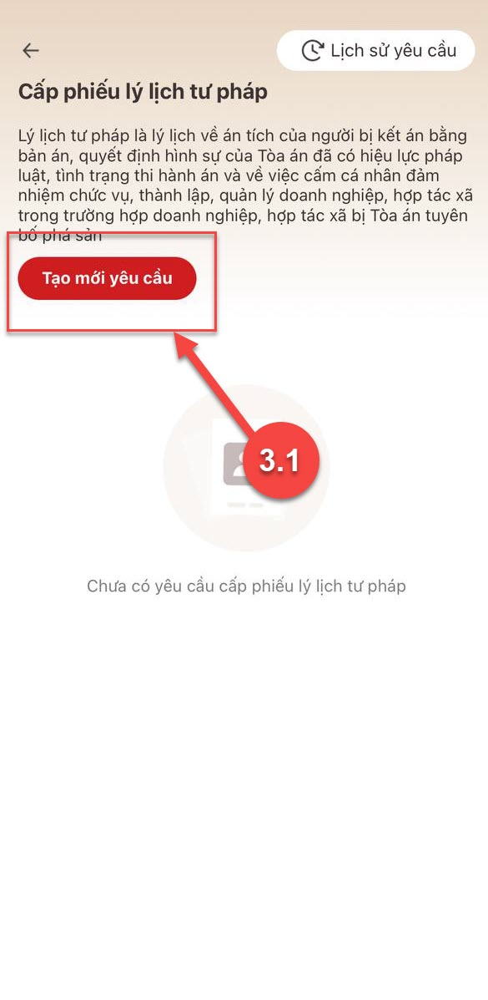 Lịch sử yêu cầu
Cấp phiếu lý lịch tư pháp
Lý lịch tư pháp là lý lịch về án tích của người bị kết án bằng
bản án, quyết định hình sự của Tòa án đã có hiệu lực pháp
luật, tình trạng thi hành án và về việc cấm cá nhân đảm
nhiệm chức vụ, thành lập, quản lý doanh nghiệp, hợp tác xã
trong trường hợp doanh nghiệp, hợp tác xã bị Tòa án tuyên
bố phá sản
Tạo mới yêu cầu
3.1
Chưa có yêu cầu cấp phiếu lý lịch tư pháp